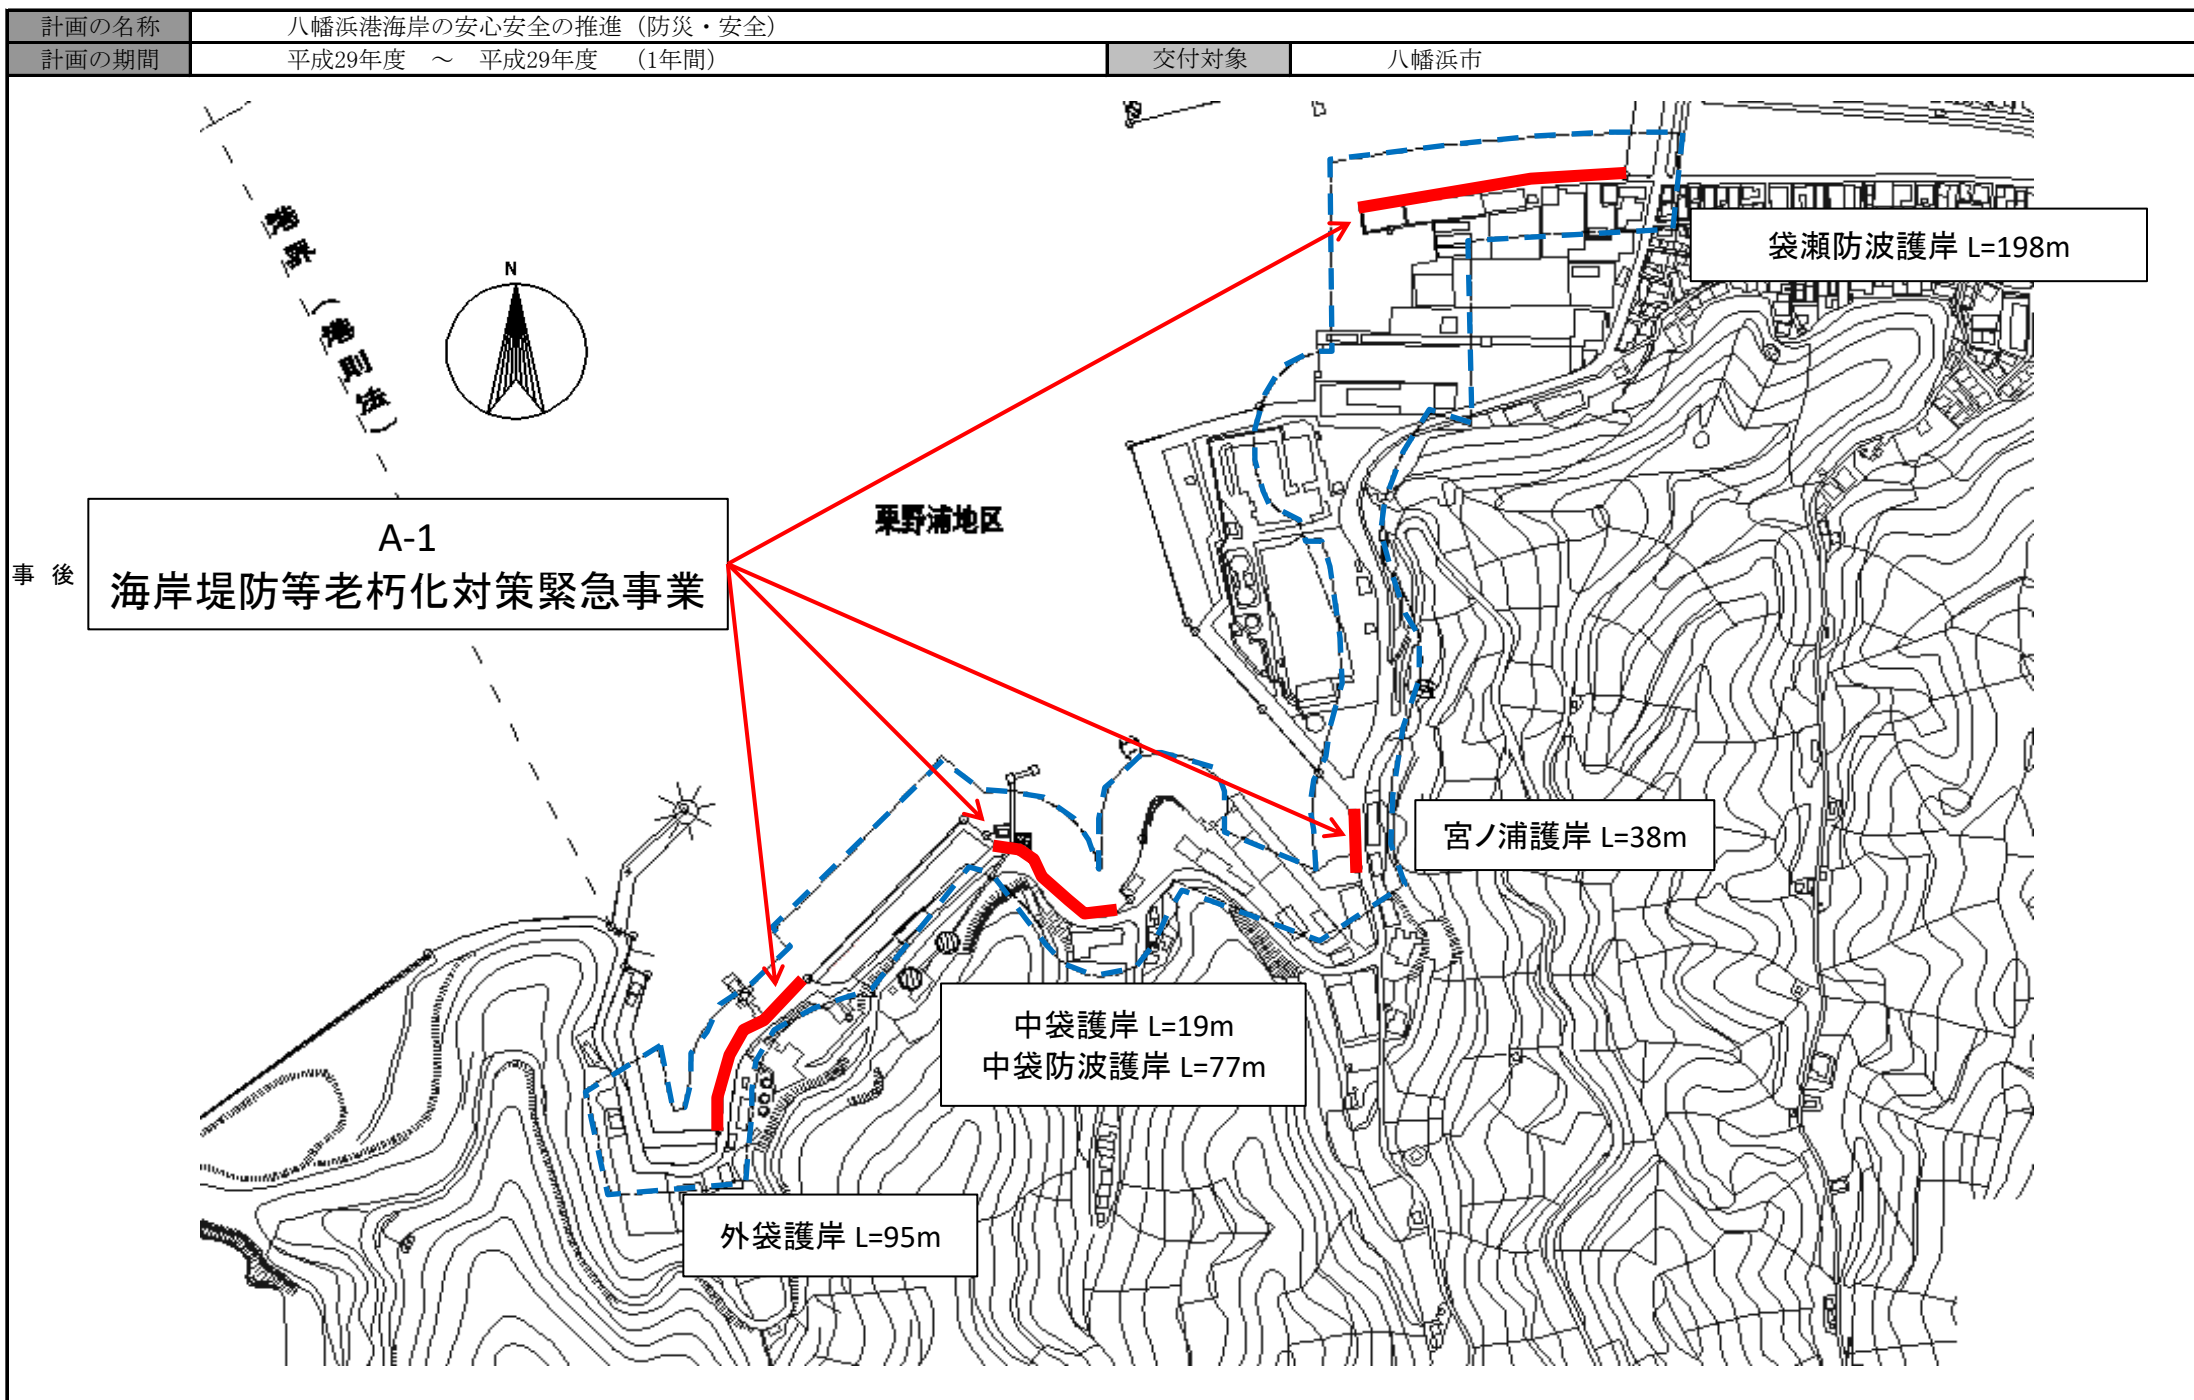 計画の名称 八幡浜港海岸の安心安全の推進（防災・安全）
計画の期間 平成29年度 ～ 平成29年度 （1年間） 交付対象 八幡浜市
港区（港則法）
N
袋瀬防波護岸 L=198m
栗野浦地区
事 後
A-1
海岸堤防等老朽化対策緊急事業
宮ノ浦護岸 L=38m
中袋護岸 L=19m
中袋防波護岸 L=77m
外袋護岸 L=95m